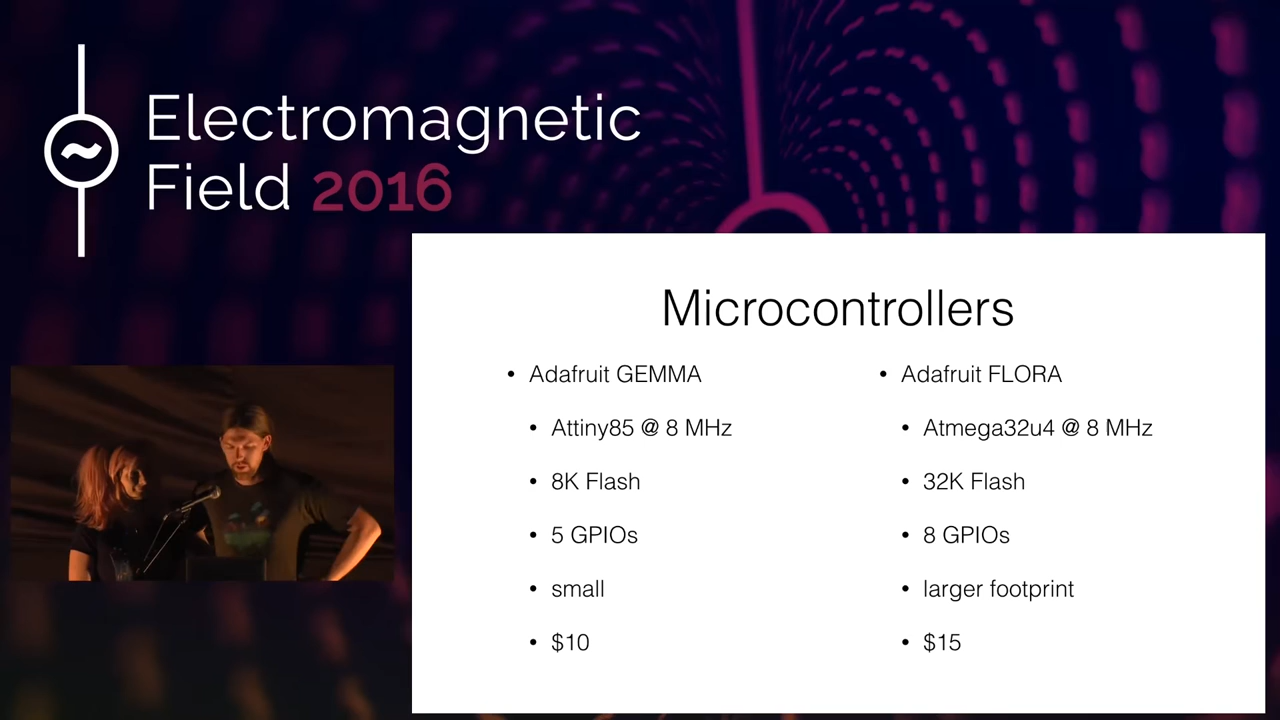 Electromagnetic
Field 2016
Microcontrollers
• Adafruit GEMMA
• Attiny85 @ 8 MHz
• 8K Flash
• 5 GPIOs
• small
• $10
• Adafruit FLORA
• Atmega32u4 @ 8 MHz
• 32K Flash
• 8 GPIOs
• larger footprint
• $15